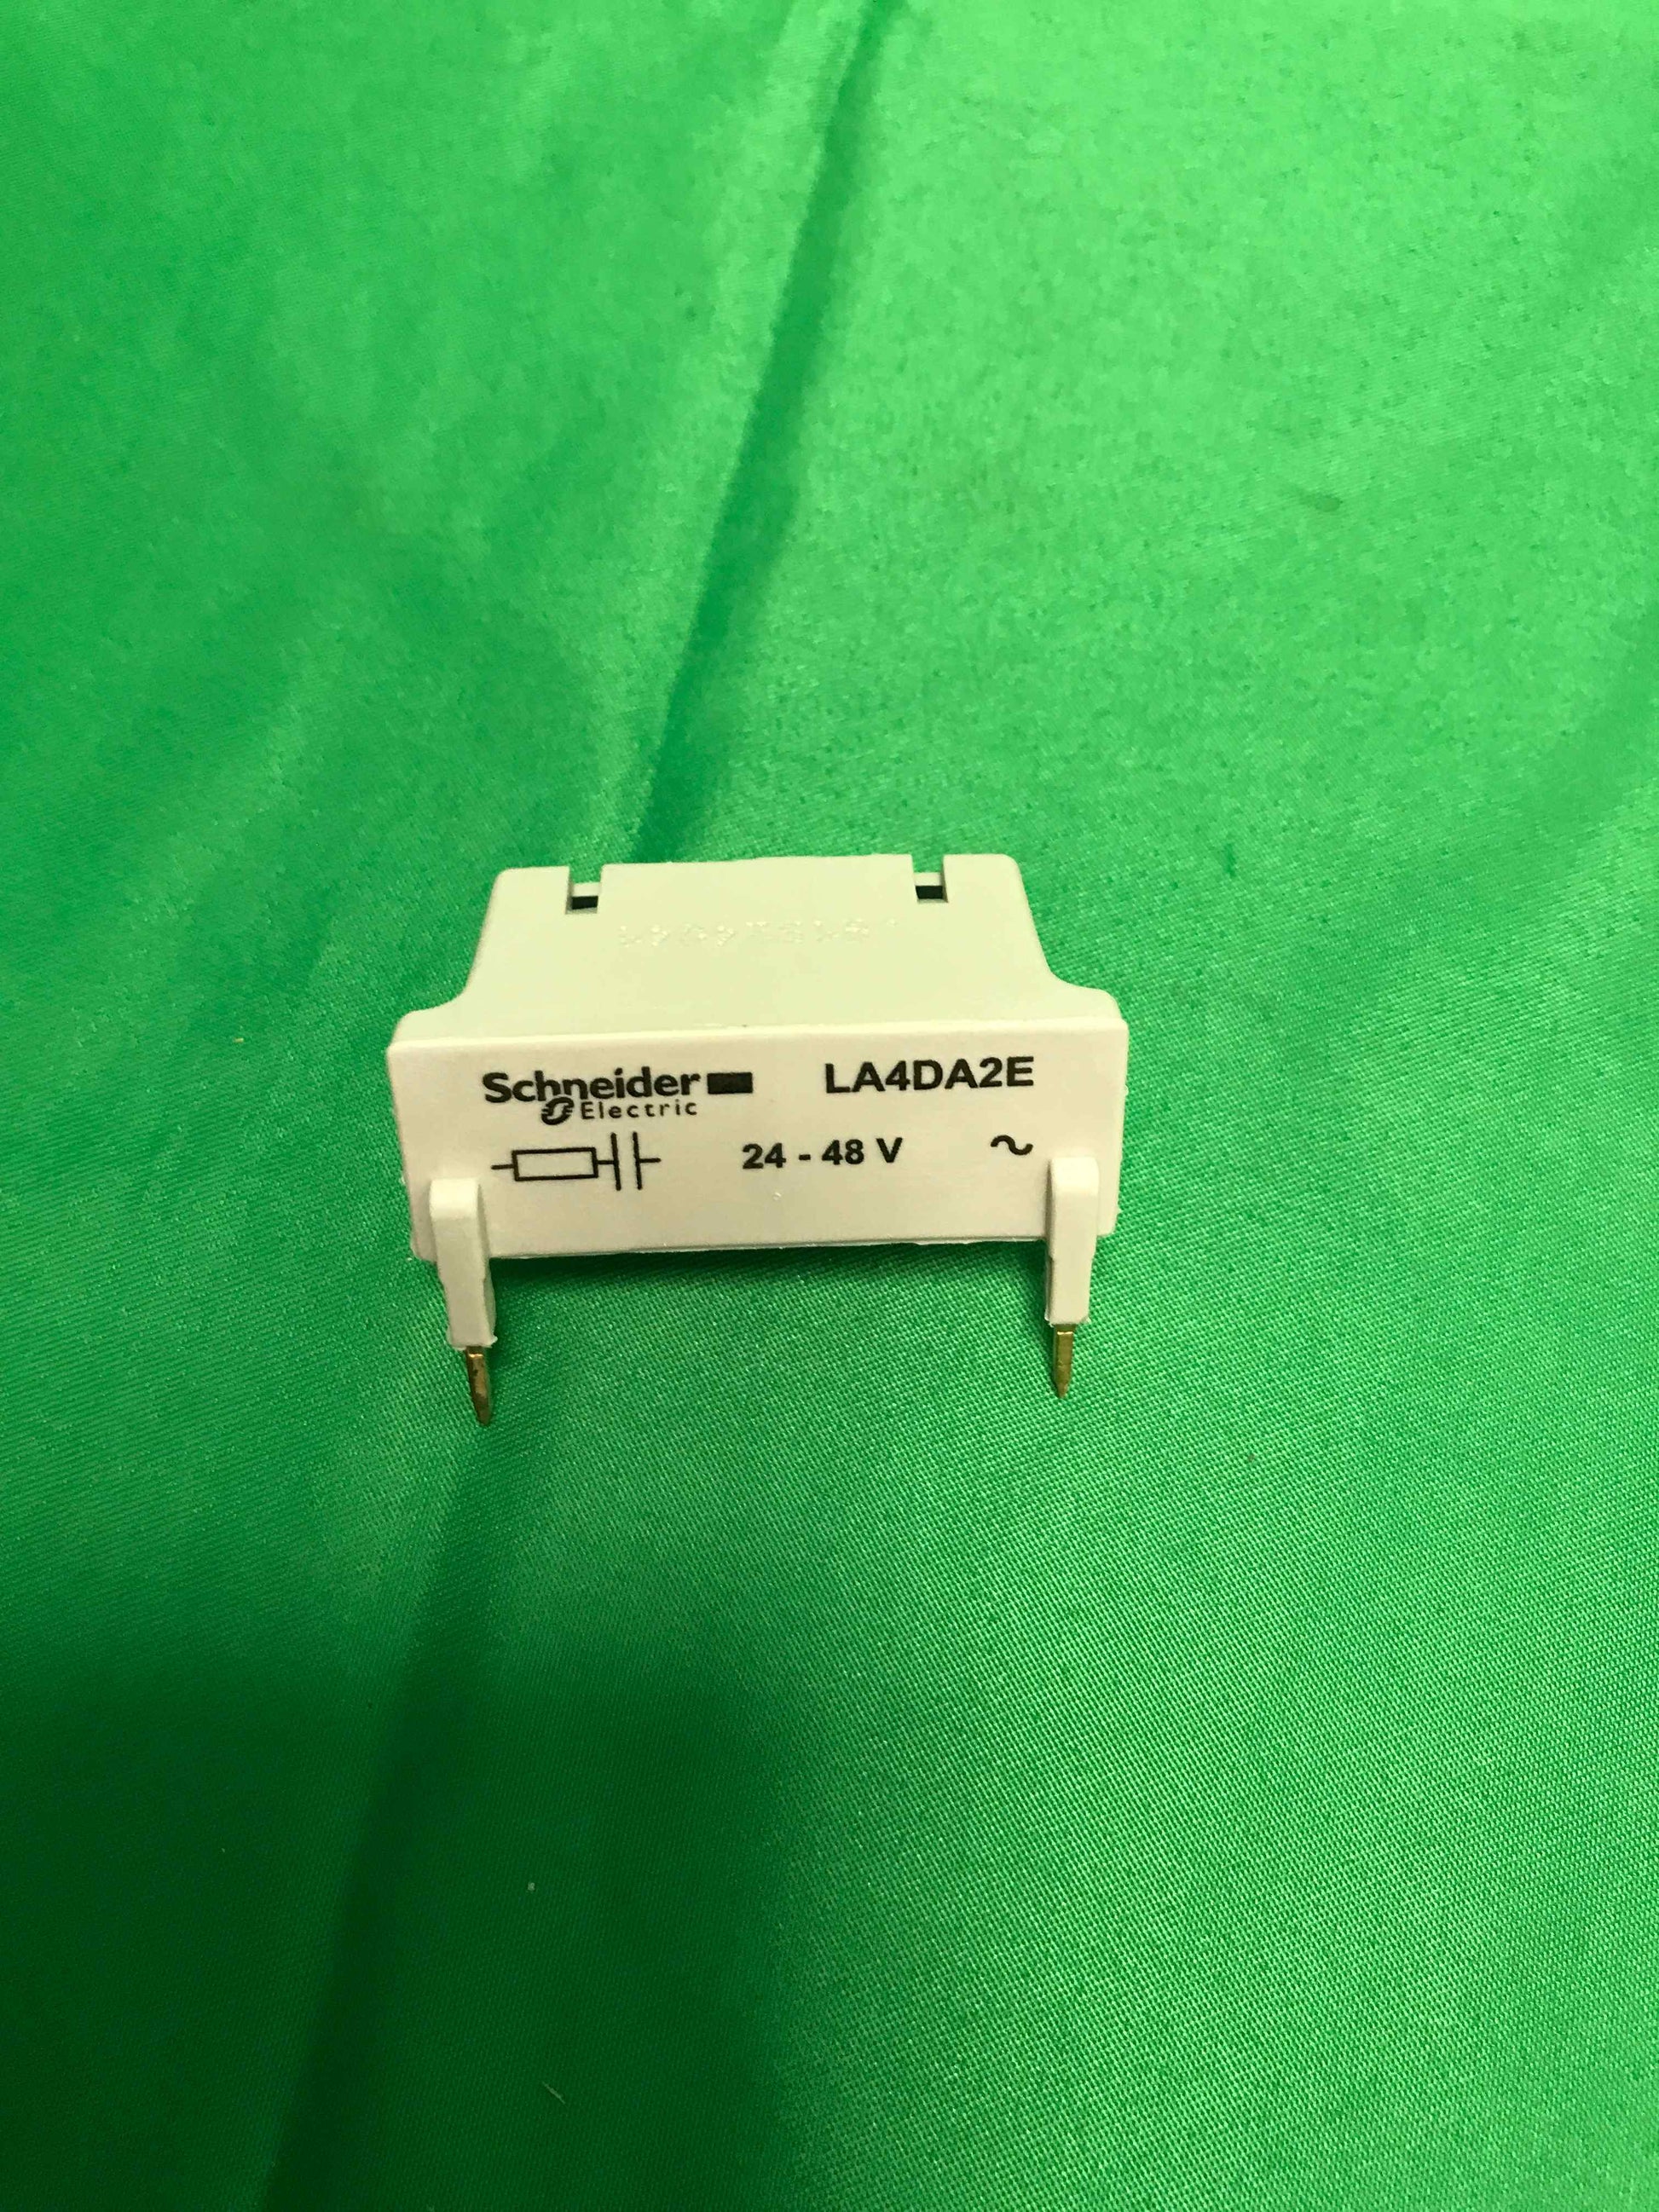 Schneider LA4DA2E
Electric
24 - 48 V ~